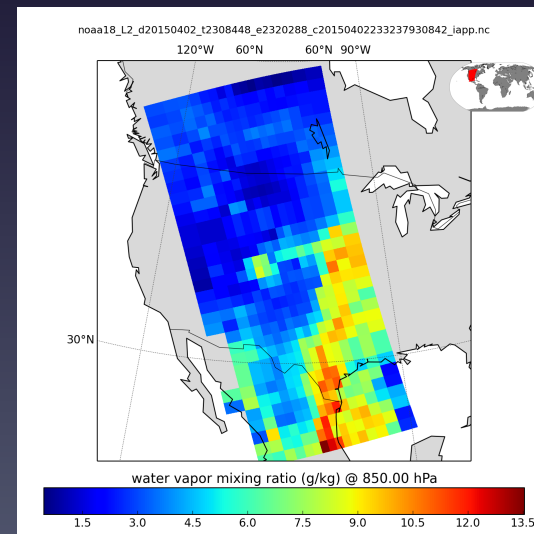 noaa18_L2_d20150402_t2308448_e2320288_c20150402233237930842_iapp.nc
120°W 60°N 60°N 90°W
30°N
water vapor mixing ratio (g/kg) @ 850.00 hPa
1.5 3.0 4.5 6.0 7.5 9.0 10.5 12.0 13.5